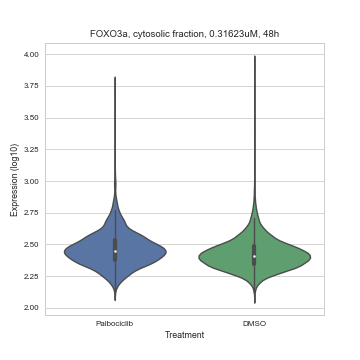 FOXO3a, cytosolic fraction, 0.31623uM, 48h
4.00
3.75
3.50
3.25
3.00
2.75
2.50
2.25
2.00
Expression (log10)
Palbociclib
DMSO
Treatment